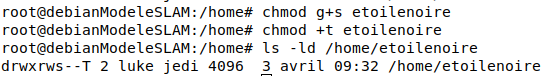 root@debianModeleSLAM:/home# chmod g+s etoilenoire
root@debianModeleSLAM:/home# chmod +t etoilenoire
root@debianModeleSLAM:/home# ls -ld /home/etoilenoire
drwxrws--T 2 luke jedi 4096  3 avril 09:32 /home/etoilenoire